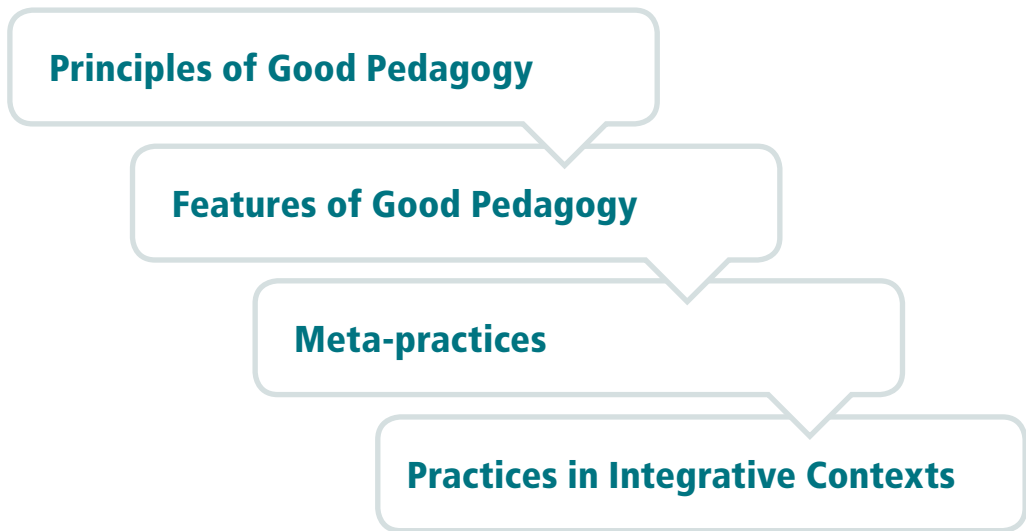 Principles of Good Pedagogy
Features of Good Pedagogy
Meta-practices
Practices in Integrative Contexts